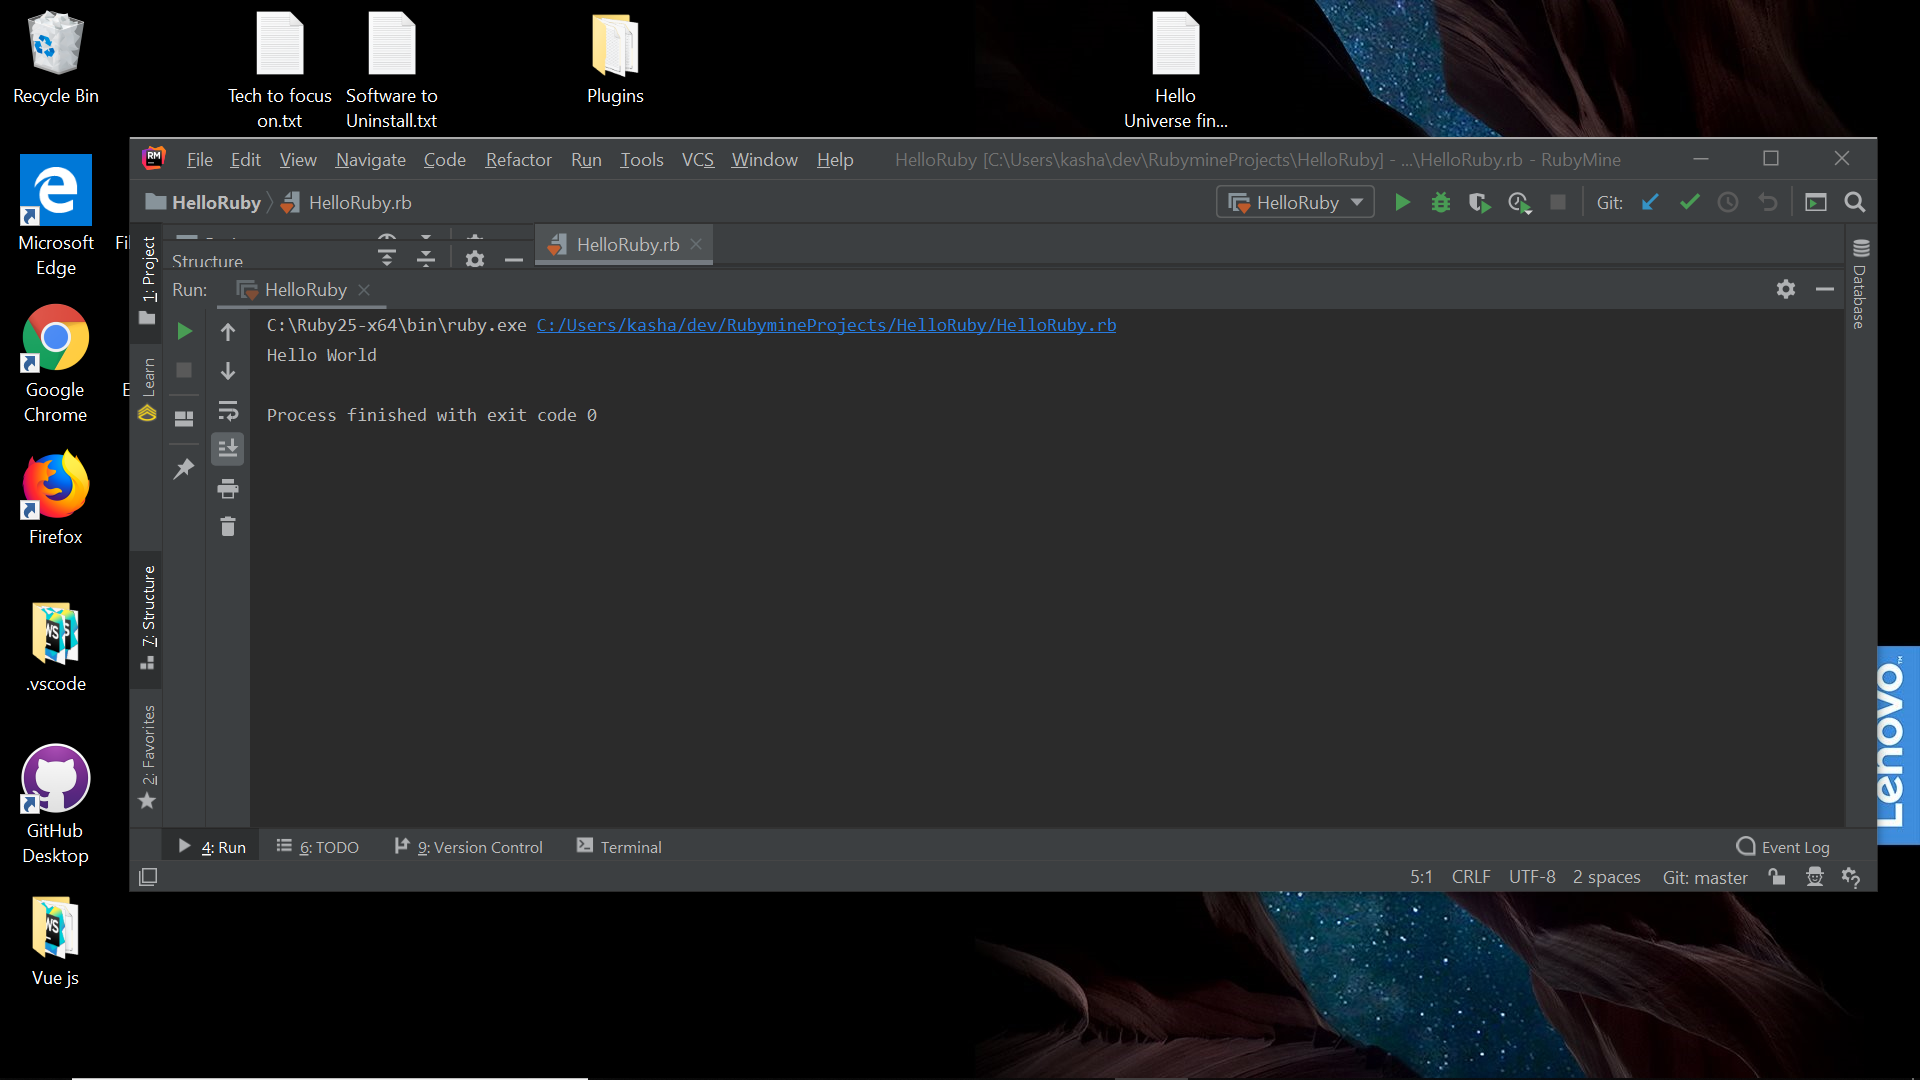 Recycle Bin
Tech to focus
on.txt
Software to
Uninstall.txt
Plugins
Hello
Universe fin...
Microsoft
Edge
Google
Chrome
Firefox
.vscode
GitHub
Desktop
Vue js
RM
File Edit View Navigate Code Refactor Run Tools VCS Window Help
HelloRuby [C:\Users\kasha\dev\RubymineProjects\HelloRuby] - ...\HelloRuby.rb - RubyMine
HelloRuby HelloRuby.rb
HelloRuby
Git:
1: Project
Learn
7: Structure
2: Favorites
Structure
HelloRuby.rb
Run: HelloRuby
C:\Ruby25-x64\bin\ruby.exe C:/Users/kasha/dev/RubymineProjects/HelloRuby/HelloRuby.rb
Hello World
Process finished with exit code 0
Database
4: Run 6: TODO 9: Version Control Terminal
Event Log
5:1 CRLF UTF-8 2 spaces Git: master
Lenovo™